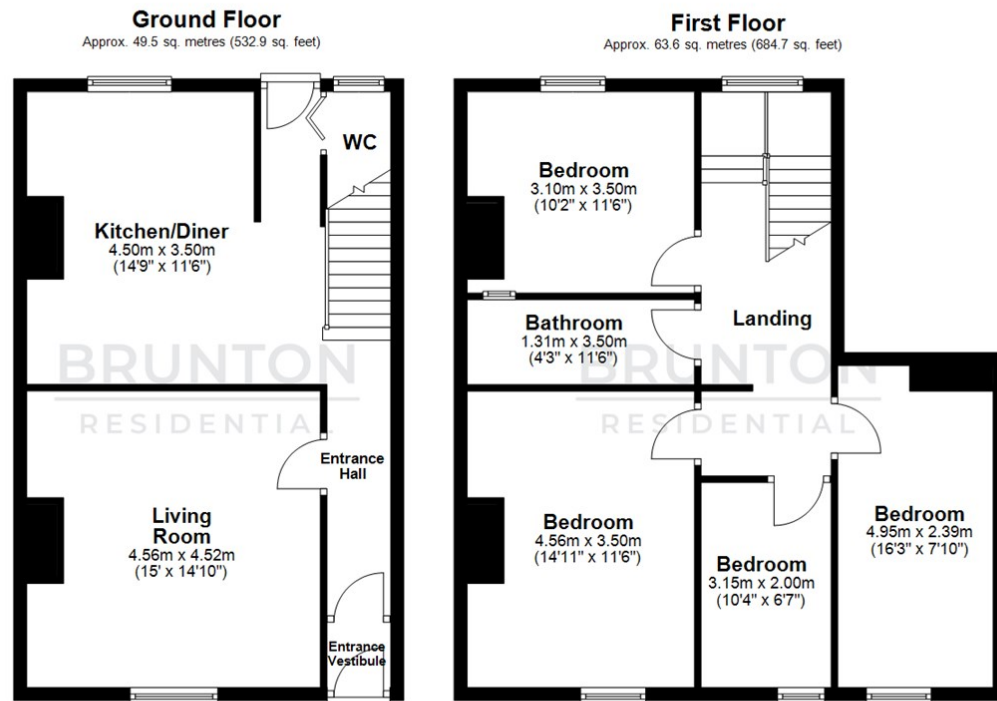 Ground Floor
Approx. 49.5 sq. metres (532.9 sq. feet)
WC
Kitchen/Diner
4.50m x 3.50m
(14'9" x 11'6")
BRUNTON
RESIDENTIAL
Entrance
Hall
Living
Room
4.56m x 4.52m
(15' x 14'10")
Entrance
Vestibule
First Floor
Approx. 63.6 sq. metres (684.7 sq. feet)
Bedroom
3.10m x 3.50m
(10'2" x 11'6")
Bathroom
1.31m x 3.50m
(4'3" x 11'6")
Landing
BRUNTON
RESIDENTIAL
Bedroom
4.56m x 3.50m
(14'11" x 11'6")
Bedroom
3.15m x 2.00m
(10'4" x 6'7")
Bedroom
4.95m x 2.39m
(16'3" x 7'10")